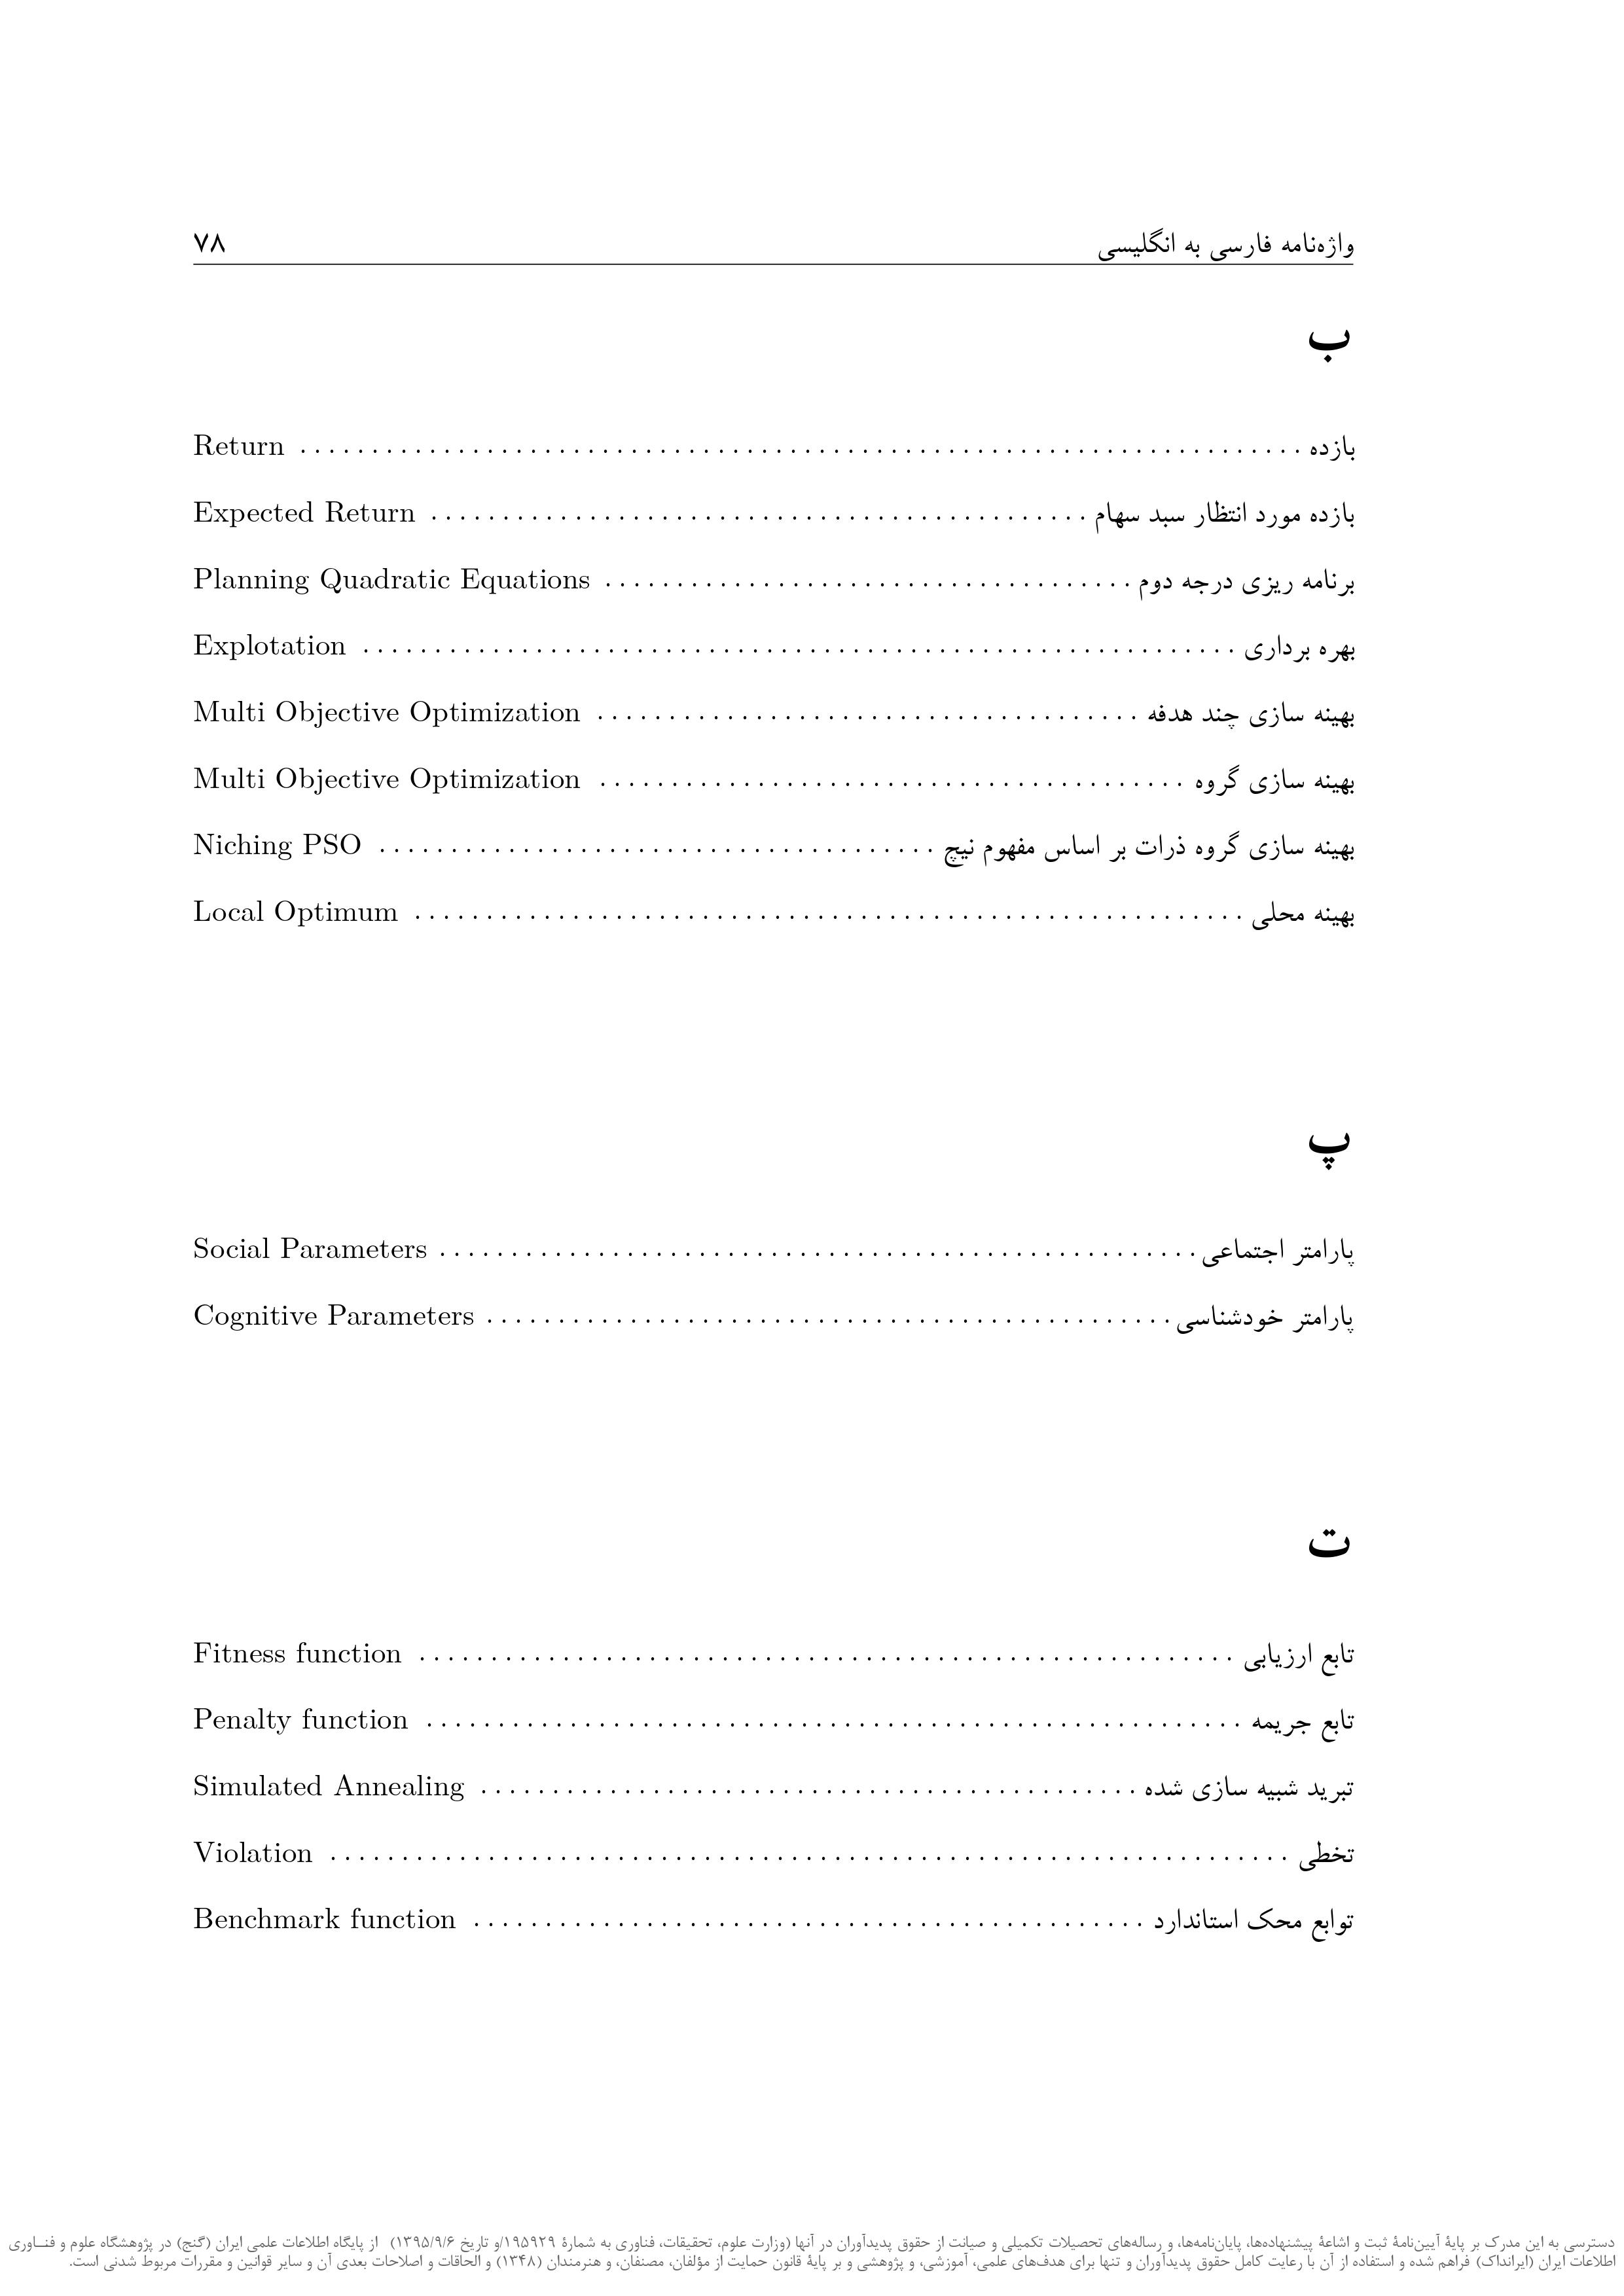 واژه‌نامه فارسی به انگلیسی ۷۸
ب
بازده . . . . . . . . . . . . . . . . . . . . Return
بازده مورد انتظار سبد سهام . . . . . . . . . . . . . . . . . . . . Expected Return
برنامه ریزی درجه دوم . . . . . . . . . . . . . . . . . . . . Planning Quadratic Equations
بهره برداری . . . . . . . . . . . . . . . . . . . . Explotation
بهینه سازی چند هدفه . . . . . . . . . . . . . . . . . . . . Multi Objective Optimization
بهینه سازی گروه . . . . . . . . . . . . . . . . . . . . Multi Objective Optimization
بهینه سازی گروه ذرات بر اساس مفهوم نیچ . . . . . . . . . . . . . . . . . . . . Niching PSO
بهینه محلی . . . . . . . . . . . . . . . . . . . . Local Optimum
پ
پارامتر اجتماعی . . . . . . . . . . . . . . . . . . . . Social Parameters
پارامتر خودشناسی . . . . . . . . . . . . . . . . . . . . Cognitive Parameters
ت
تابع ارزیابی . . . . . . . . . . . . . . . . . . . . Fitness function
تابع جریمه . . . . . . . . . . . . . . . . . . . . Penalty function
تبرید شبیه سازی شده . . . . . . . . . . . . . . . . . . . . Simulated Annealing
تخطی . . . . . . . . . . . . . . . . . . . . Violation
توابع محک استاندارد . . . . . . . . . . . . . . . . . . . . Benchmark function
دسترسی به این مدرک بر پایهٔ آیین‌نامهٔ ثبت و اشاعهٔ پیشنهاده‌ها، پایان‌نامه‌ها، و رساله‌های تحصیلات تکمیلی و صیانت از حقوق پدیدآوران در آنها (وزارت علوم، تحقیقات، فناوری به شمارهٔ ۱۹۵۹۲۹/و تاریخ ۱۳۹۵/۹/۶) از پایگاه اطلاعات علمی ایران (گنج) در پژوهشگاه علوم و فنــاوری
اطلاعات ایران (ایرانداک) فراهم شده و استفاده از آن با رعایت کامل حقوق پدیدآوران و تنها برای هدف‌های علمی، آموزشی، و پژوهشی و بر پایهٔ قانون حمایت از مؤلفان، مصنفان، و هنرمندان (۱۳۴۸) و الحاقات و اصلاحات بعدی آن و سایر قوانین و مقررات مربوط شدنی است.